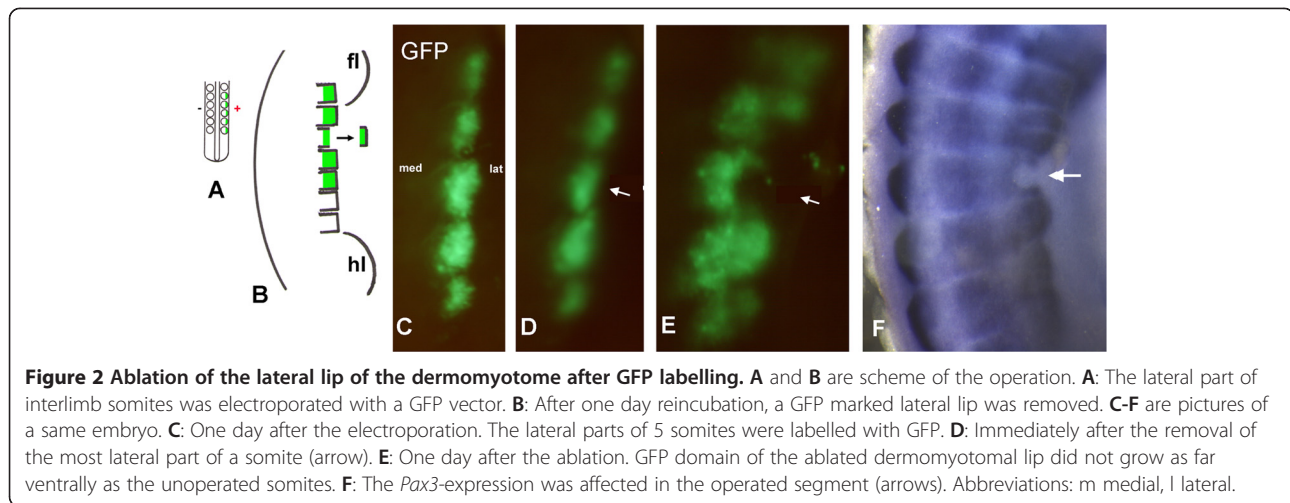 fl
GFP
- +
med lat
A
B
hl
C D E F
Figure 2 Ablation of the lateral lip of the dermomyotome after GFP labelling. A and B are scheme of the operation. A: The lateral part of
interlimb somites was electroporated with a GFP vector. B: After one day reincubation, a GFP marked lateral lip was removed. C-F are pictures of
a same embryo. C: One day after the electroporation. The lateral parts of 5 somites were labelled with GFP. D: Immediately after the removal of
the most lateral part of a somite (arrow). E: One day after the ablation. GFP domain of the ablated dermomyotomal lip did not grow as far
ventrally as the unoperated somites. F: The Pax3-expression was affected in the operated segment (arrows). Abbreviations: m medial, l lateral.